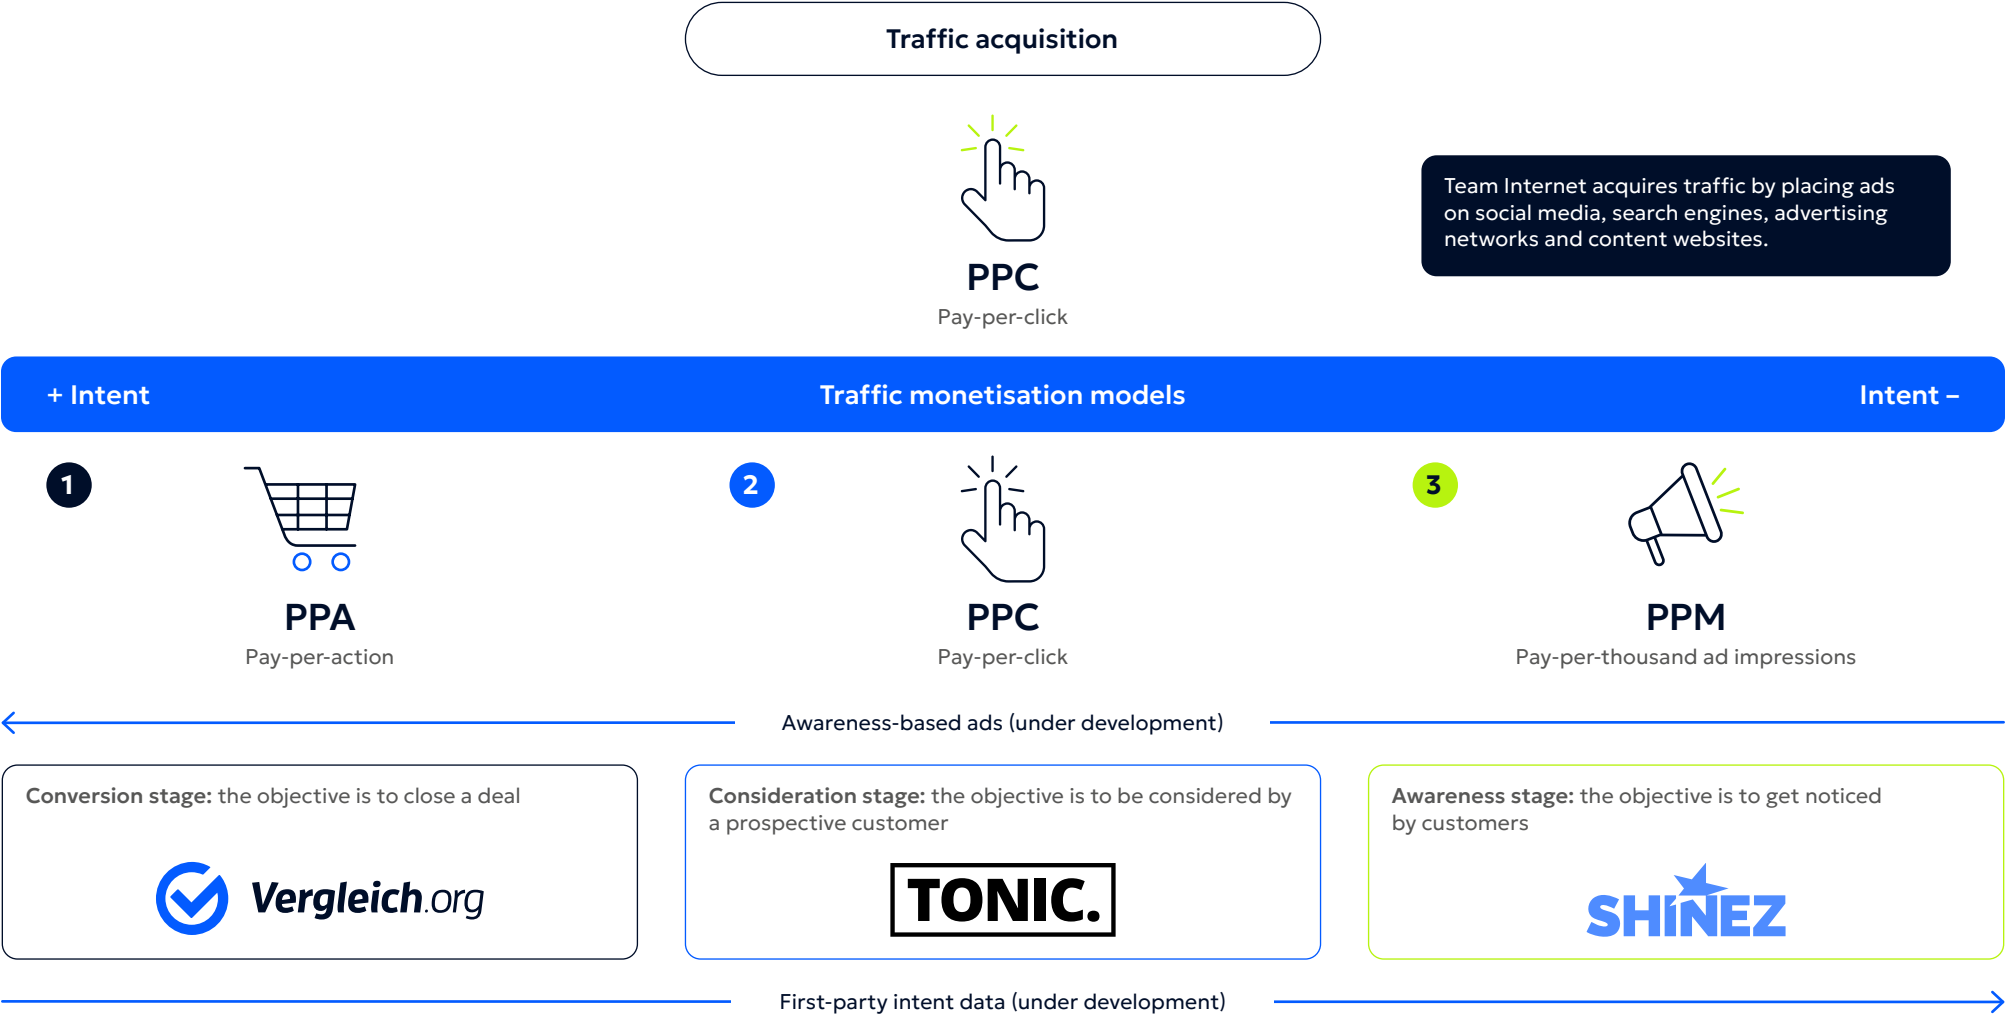 Traffic acquisition
PPC
Pay-per-click
Team Internet acquires traffic by placing ads
on social media, search engines, advertising
networks and content websites.
+ Intent
Traffic monetisation models
Intent –
1
PPA
Pay-per-action
2
PPC
Pay-per-click
3
PPM
Pay-per-thousand ad impressions
Awareness-based ads (under development)
Conversion stage: the objective is to close a deal
Vergleich.org
Consideration stage: the objective is to be considered by
a prospective customer
TONIC.
Awareness stage: the objective is to get noticed
by customers
SHINEZ
First-party intent data (under development)